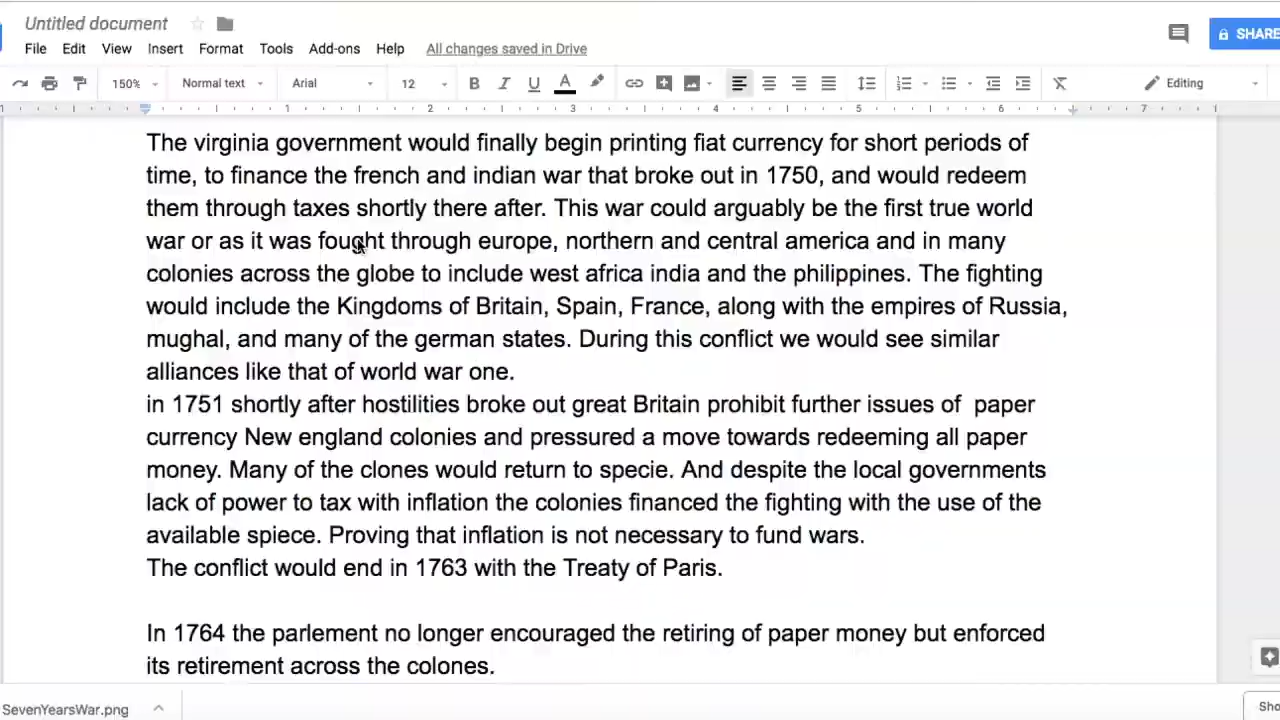 Untitled document
File Edit View Insert Format Tools Add-ons Help All changes saved in Drive
SHARE
150% Normal text Arial 12 B I U A Editing
1 1 2 3 4 5 6 7
The virginia government would finally begin printing fiat currency for short periods of
time, to finance the french and indian war that broke out in 1750, and would redeem
them through taxes shortly there after. This war could arguably be the first true world
war or as it was fought through europe, northern and central america and in many
colonies across the globe to include west africa india and the philippines. The fighting
would include the Kingdoms of Britain, Spain, France, along with the empires of Russia,
mughal, and many of the german states. During this conflict we would see similar
alliances like that of world war one.
in 1751 shortly after hostilities broke out great Britain prohibit further issues of  paper
currency New england colonies and pressured a move towards redeeming all paper
money. Many of the clones would return to specie. And despite the local governments
lack of power to tax with inflation the colonies financed the fighting with the use of the
available spiece. Proving that inflation is not necessary to fund wars.
The conflict would end in 1763 with the Treaty of Paris.
In 1764 the parlement no longer encouraged the retiring of paper money but enforced
its retirement across the colones.
SevenYearsWar.png
Sho